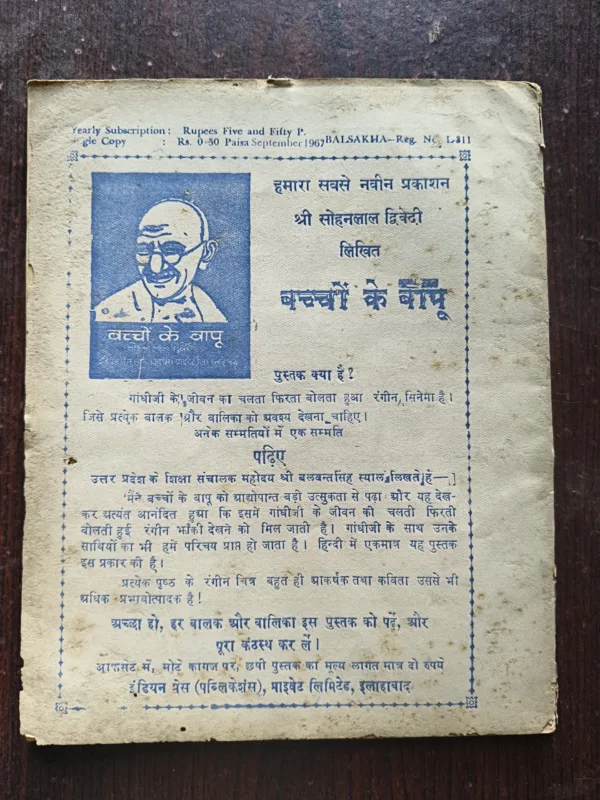 Yearly Subscription : Rupees Five and Fifty P.
gle Copy : Rs. 0-50 Paisa September 1967 BALSAKHA—Reg. No. L-311
हमारा सबसे नवीन प्रकाशन
श्री सोहनलाल द्विवेदी
लिखित
बच्चों के बापू
बच्चों के बापू
पुस्तक क्या है ?
गांधीजी के जीवन का चलता फिरता बोलता हुआ रंगीन सिनेमा है।
जिसे प्रत्येक बालक और बालिका को अवश्य देखना चाहिए।
अनेक सम्मतियों में एक सम्मति
पढ़िए
उत्तर प्रदेश के शिक्षा संचालक महोदय श्री बलवन्तसिंह स्याल लिखते हैं—
'मैंने बच्चों के बापू को आद्योपान्त बड़ी उत्सुकता से पढ़ा और यह देख-
कर अत्यंत आनंदित हुआ कि इसमें गांधीजी के जीवन की चलती फिरती
बोलती हुई रंगीन झाँकी देखने को मिल जाती है। गांधीजी के साथ उनके
साथियों का भी हमें परिचय प्राप्त हो जाता है। हिन्दी में एकमात्र यह पुस्तक
इस प्रकार की है।
प्रत्येक पृष्ठ के रंगीन चित्र बहुत ही आकर्षक तथा कविता उससे भी
अधिक प्रभावोत्पादक है !
अच्छा हो, हर बालक और बालिका इस पुस्तक को पढ़ें, और
पूरा कंठस्थ कर लें।
आफ़सेट में, मोटे कागज पर, छपी पुस्तक का मूल्य लागत मात्र दो रुपये
इंडियन प्रेस (पब्लिकेशंस), प्राइवेट लिमिटेड, इलाहाबाद